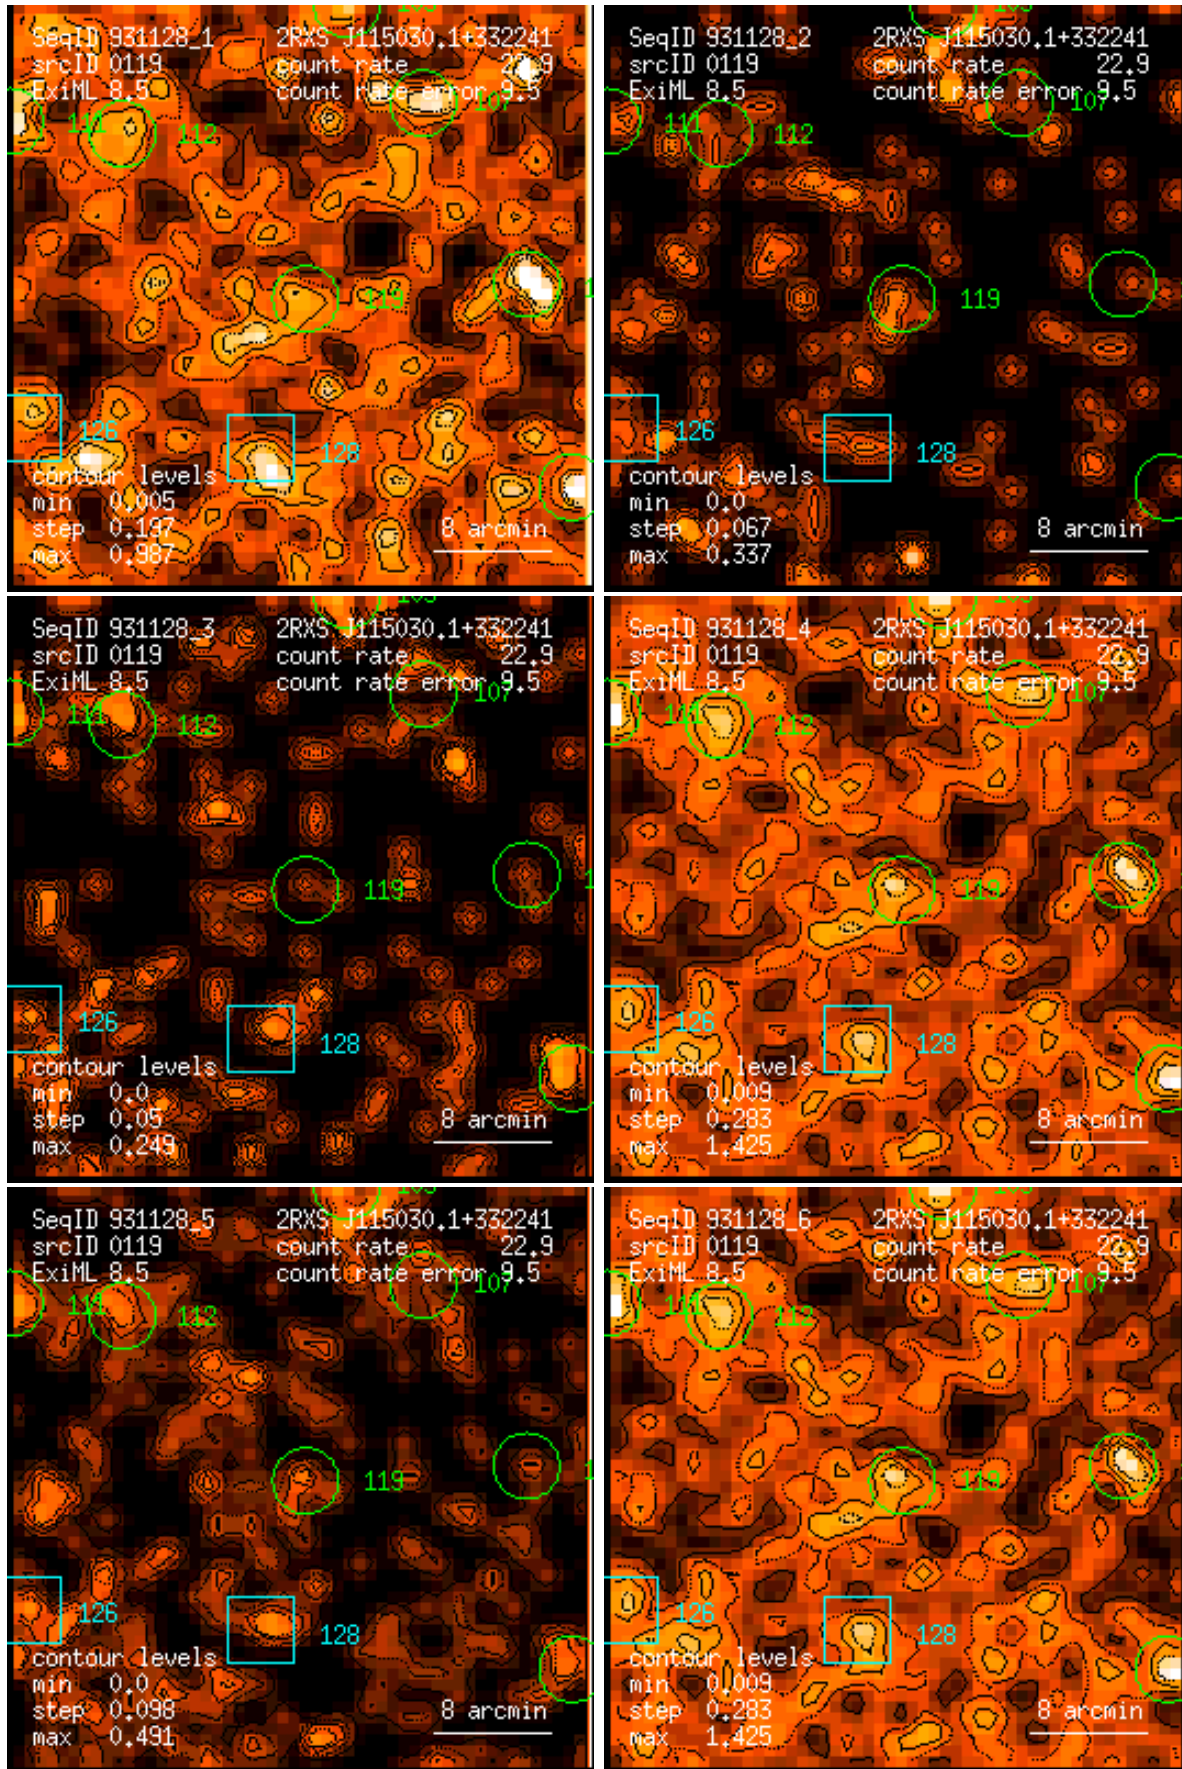 105
SeqID 931128_1 2RXS J115030.1+332241
srcID 0119 count rate 22.9
ExiML 8.5 count rate error 9.5
107
111 112
119
126
128
contour levels
min 0.005
step 0.197 8 arcmin
max 0.987
105
SeqID 931128_2 2RXS J115030.1+332241
srcID 0119 count rate 22.9
ExiML 8.5 count rate error 9.5
107
111 112
119
126
128
contour levels
min 0.0
step 0.067 8 arcmin
max 0.337
105
SeqID 931128_3 2RXS J115030.1+332241
srcID 0119 count rate 22.9
ExiML 8.5 count rate error 9.5
107
111 112
119
126
128
contour levels
min 0.0
step 0.05 8 arcmin
max 0.249
105
SeqID 931128_4 2RXS J115030.1+332241
srcID 0119 count rate 22.9
ExiML 8.5 count rate error 9.5
107
111 112
119
126
128
contour levels
min 0.009
step 0.283 8 arcmin
max 1.425
105
SeqID 931128_5 2RXS J115030.1+332241
srcID 0119 count rate 22.9
ExiML 8.5 count rate error 9.5
107
111 112
119
126
128
contour levels
min 0.0
step 0.098 8 arcmin
max 0.491
105
SeqID 931128_6 2RXS J115030.1+332241
srcID 0119 count rate 22.9
ExiML 8.5 count rate error 9.5
107
111 112
119
126
128
contour levels
min 0.009
step 0.283 8 arcmin
max 1.425